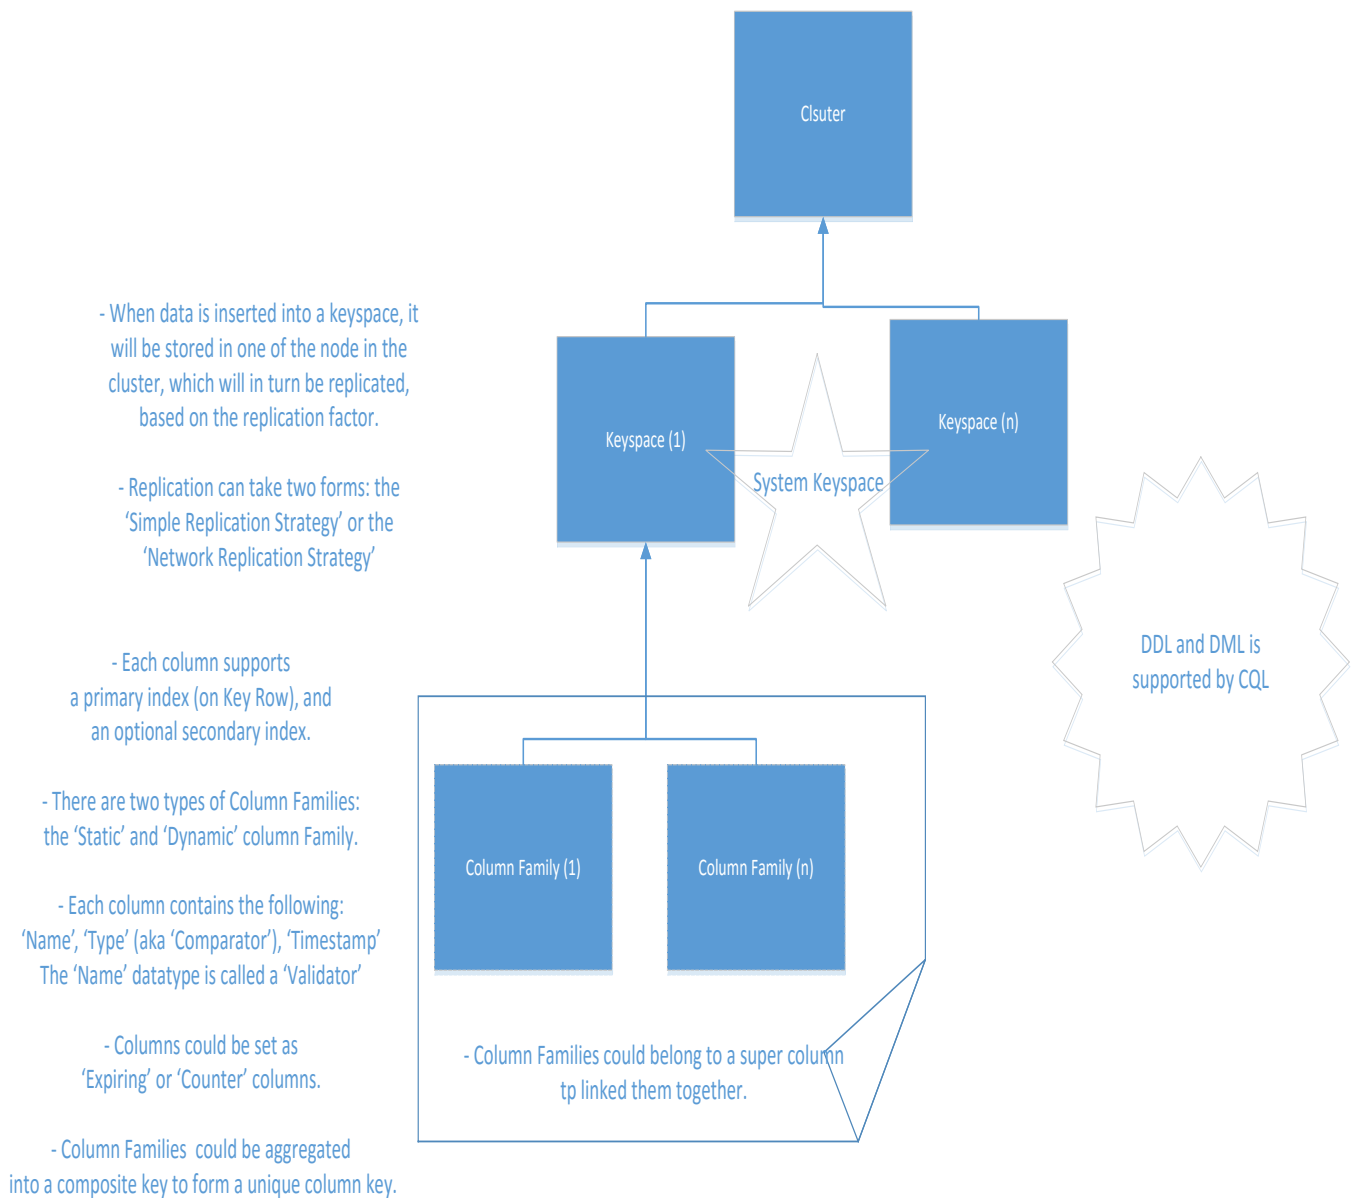 Clsuter
- When data is inserted into a keyspace, it
will be stored in one of the node in the
cluster, which will in turn be replicated,
based on the replication factor.
- Replication can take two forms: the
‘Simple Replication Strategy’ or the
‘Network Replication Strategy’
Keyspace (1)
System Keyspace
Keyspace (n)
DDL and DML is
supported by CQL
- Each column supports
a primary index (on Key Row), and
an optional secondary index.
- There are two types of Column Families:
the ‘Static’ and ‘Dynamic’ column Family.
- Each column contains the following:
‘Name’, ‘Type’ (aka ‘Comparator’), ‘Timestamp’
The ‘Name’ datatype is called a ‘Validator’
- Columns could be set as
‘Expiring’ or ‘Counter’ columns.
- Column Families could be aggregated
into a composite key to form a unique column key.
Column Family (1)
Column Family (n)
- Column Families could belong to a super column
tp linked them together.